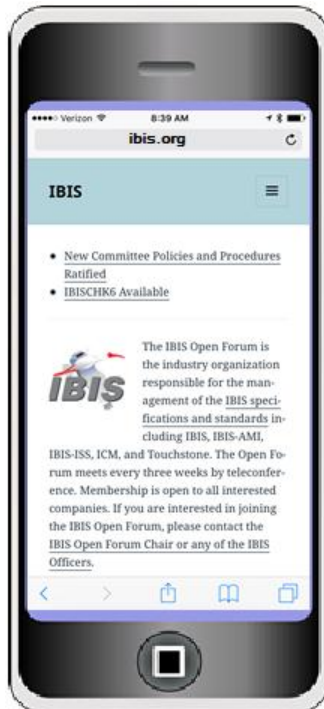 Verizon 8:39 AM
ibis.org
IBIS
New Committee Policies and Procedures
Ratified
IBISCHK6 Available
IBIS
The IBIS Open Forum is
the industry organization
responsible for the man-
agement of the IBIS speci-
fications and standards in-
cluding IBIS, IBIS-AMI,
IBIS-ISS, ICM, and Touchstone. The Open Fo-
rum meets every three weeks by teleconfer-
ence. Membership is open to all interested
companies. If you are interested in joining
the IBIS Open Forum, please contact the
IBIS Open Forum Chair or any of the IBIS
Officers.